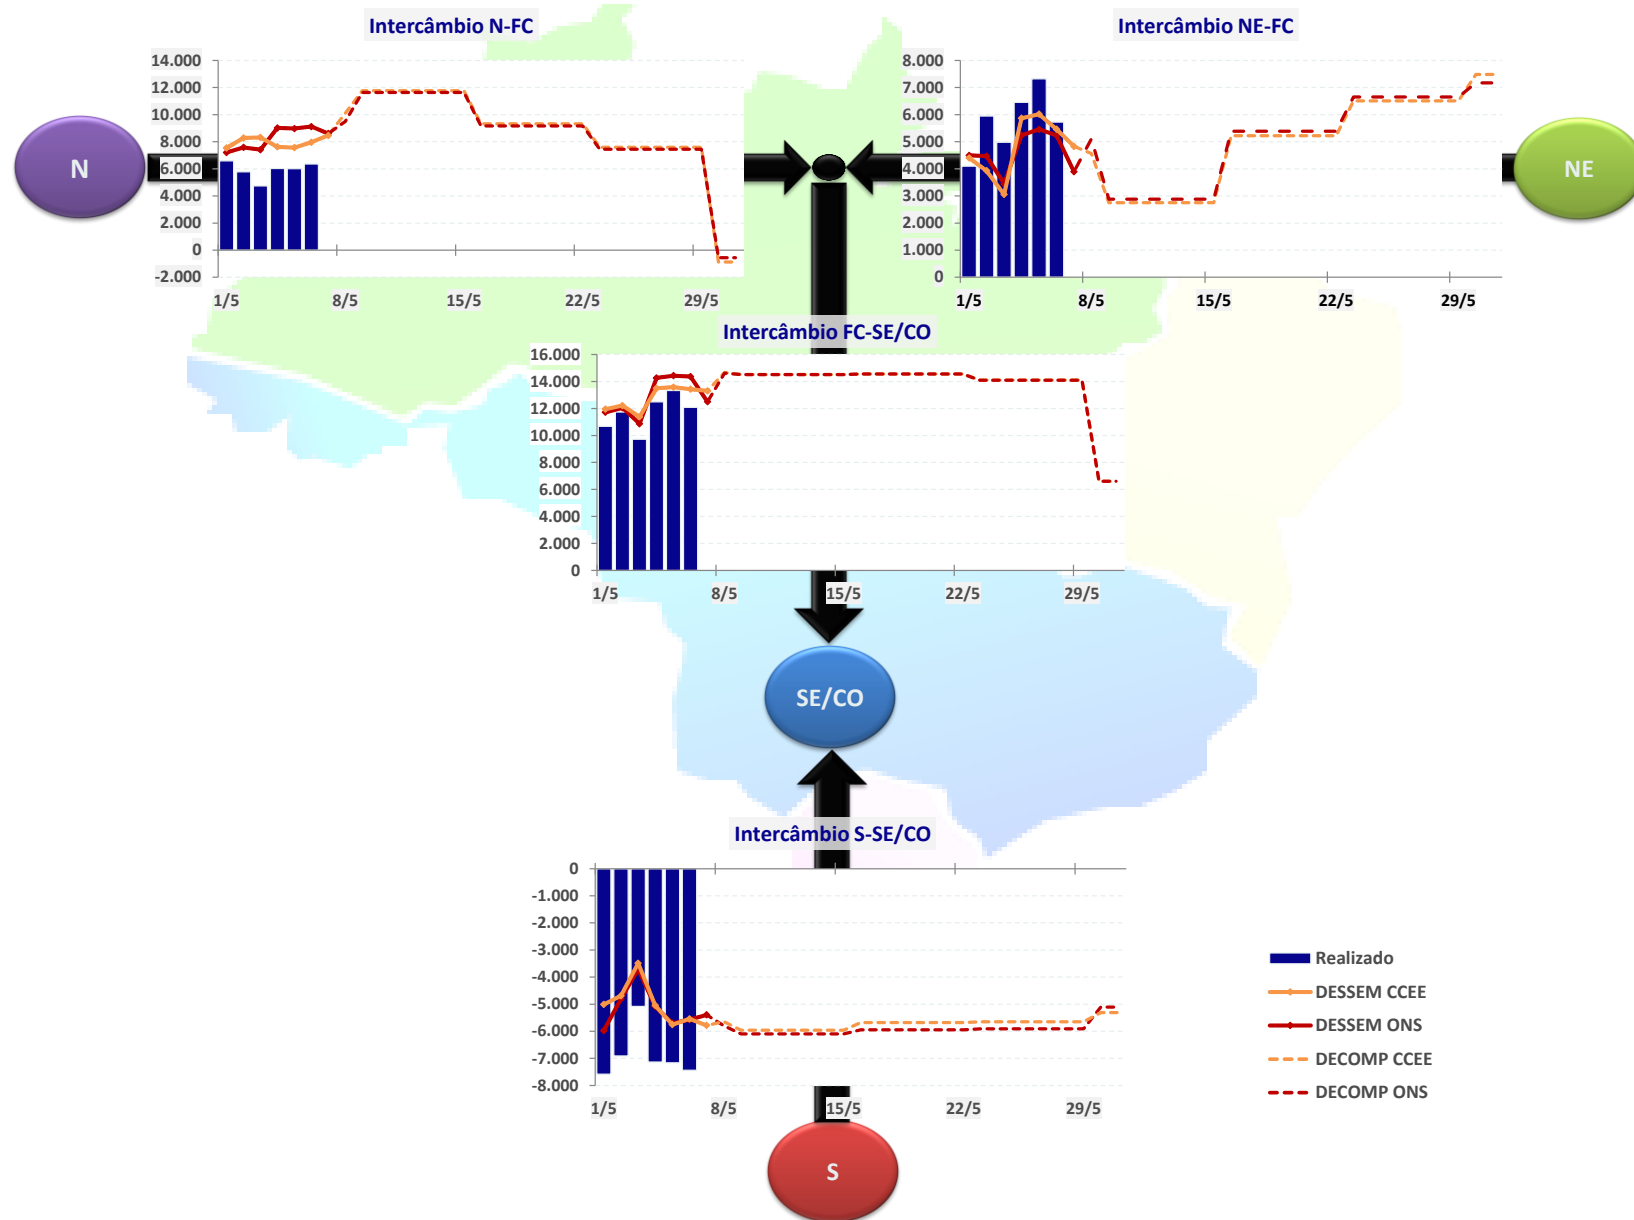 Intercâmbio N-FC
14.000
12.000
10.000
8.000
6.000
4.000
2.000
0
-2.000
1/5 8/5 15/5 22/5 29/5
N
Intercâmbio NE-FC
8.000
7.000
6.000
5.000
4.000
3.000
2.000
1.000
0
1/5 8/5 15/5 22/5 29/5
NE
Intercâmbio FC-SE/CO
16.000
14.000
12.000
10.000
8.000
6.000
4.000
2.000
0
1/5 8/5 15/5 22/5 29/5
SE/CO
Intercâmbio S-SE/CO
0
-1.000
-2.000
-3.000
-4.000
-5.000
-6.000
-7.000
-8.000
1/5 8/5 15/5 22/5 29/5
Realizado
DESSEM CCEE
DESSEM ONS
DECOMP CCEE
DECOMP ONS
S